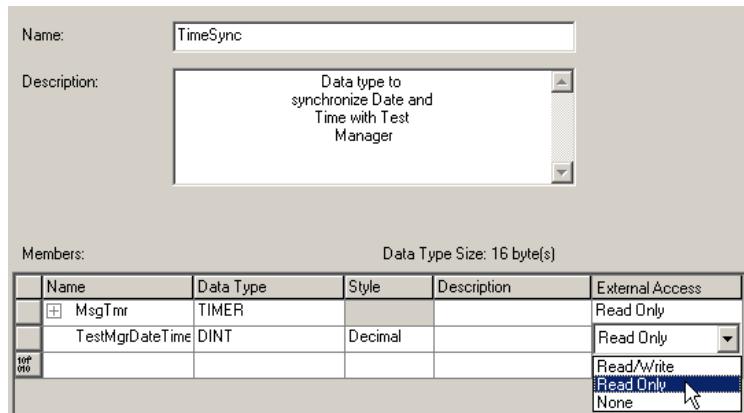 Name: TimeSync
Description: Data type to
synchronize Date and
Time with Test
Manager
Members: Data Type Size: 16 byte(s)
Name Data Type Style Description External Access
MsgTmr TIMER Read Only
TestMgrDateTime DINT Decimal Read Only
Read/Write
Read Only
None